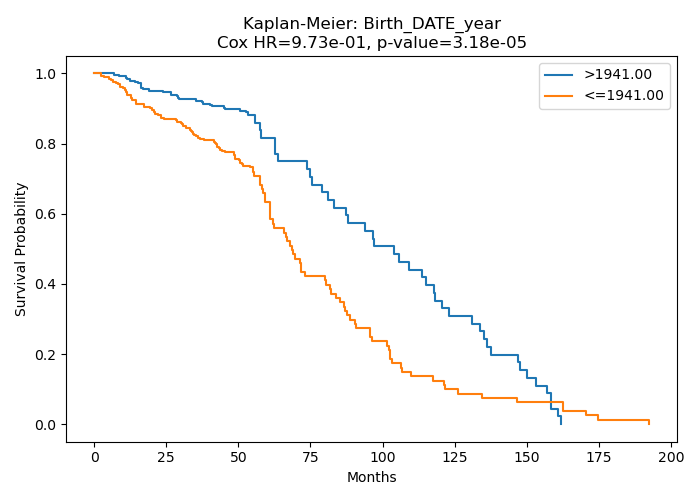 Kaplan-Meier: Birth_DATE_year
Cox HR=9.73e-01, p-value=3.18e-05
>1941.00
<=1941.00
Survival Probability
1.0
0.8
0.6
0.4
0.2
0.0
0 25 50 75 100 125 150 175 200
Months